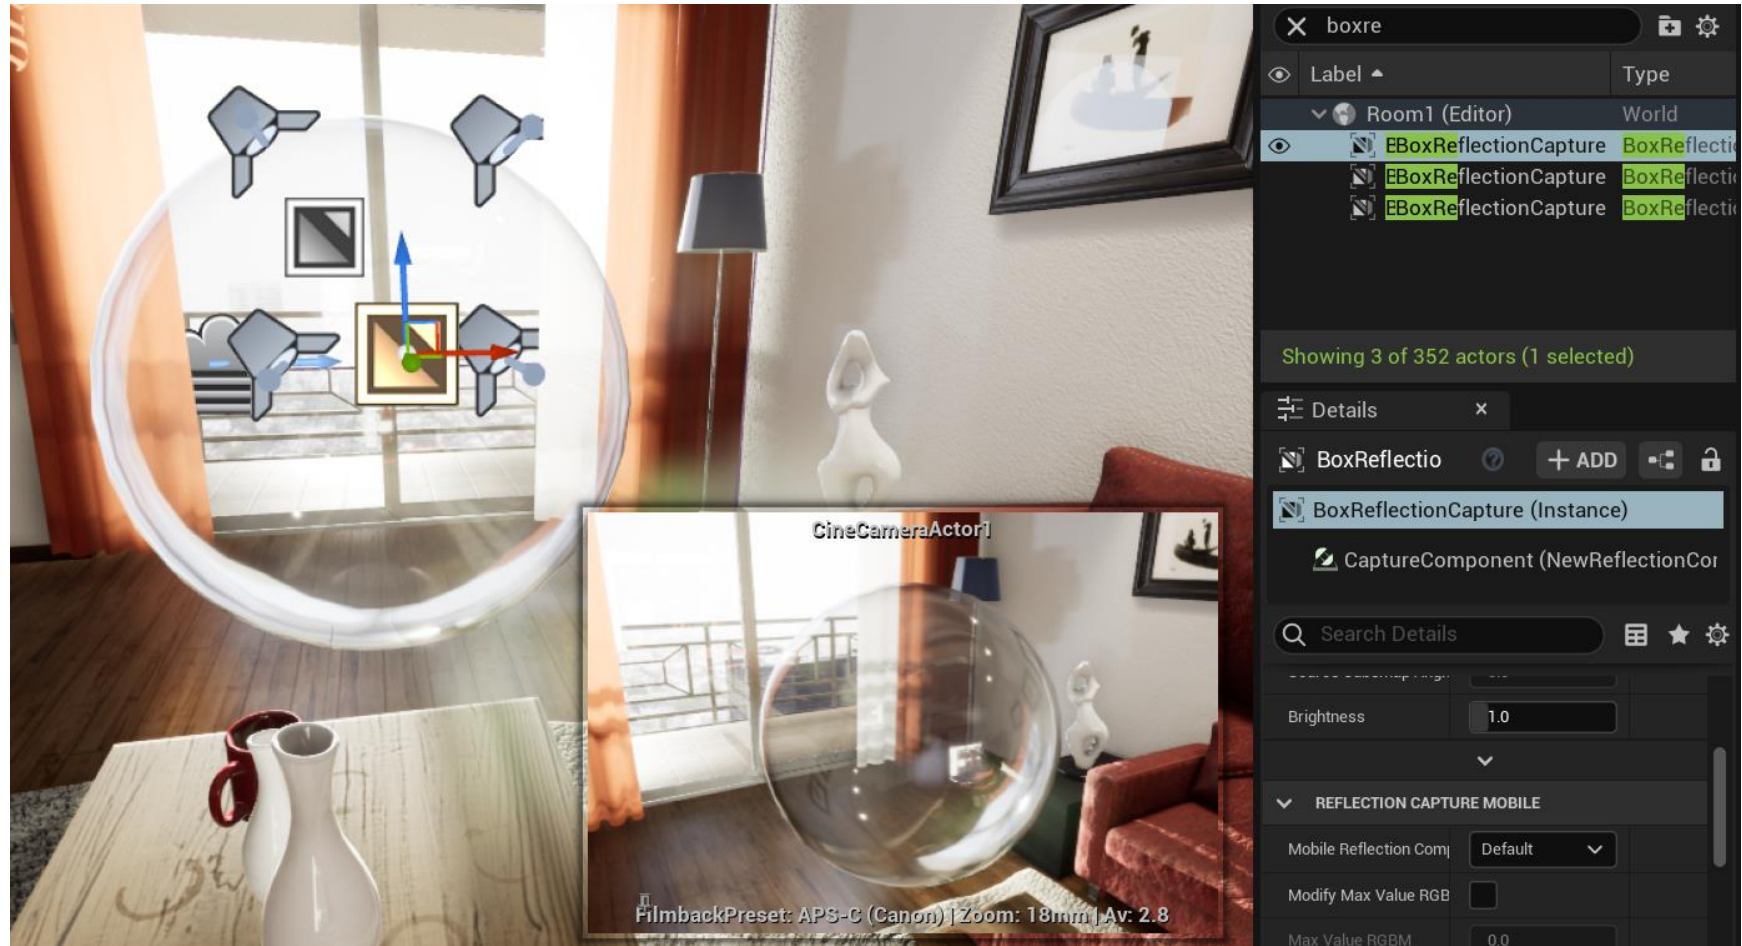 boxre
Label Type
Room1 (Editor) World
BoxReflectionCapture BoxReflecti
BoxReflectionCapture BoxReflecti
BoxReflectionCapture BoxReflecti
Showing 3 of 352 actors (1 selected)
Details
BoxReflectio + ADD
BoxReflectionCapture (Instance)
CaptureComponent (NewReflectionCor
Search Details
Brightness 1.0
REFLECTION CAPTURE MOBILE
Mobile Reflection Comp Default
Modify Max Value RGB
Max Value RGBM 0.0
CineCameraActor1
FilmbackPreset: APS-C (Canon) | Zoom: 18mm | Av: 2.8